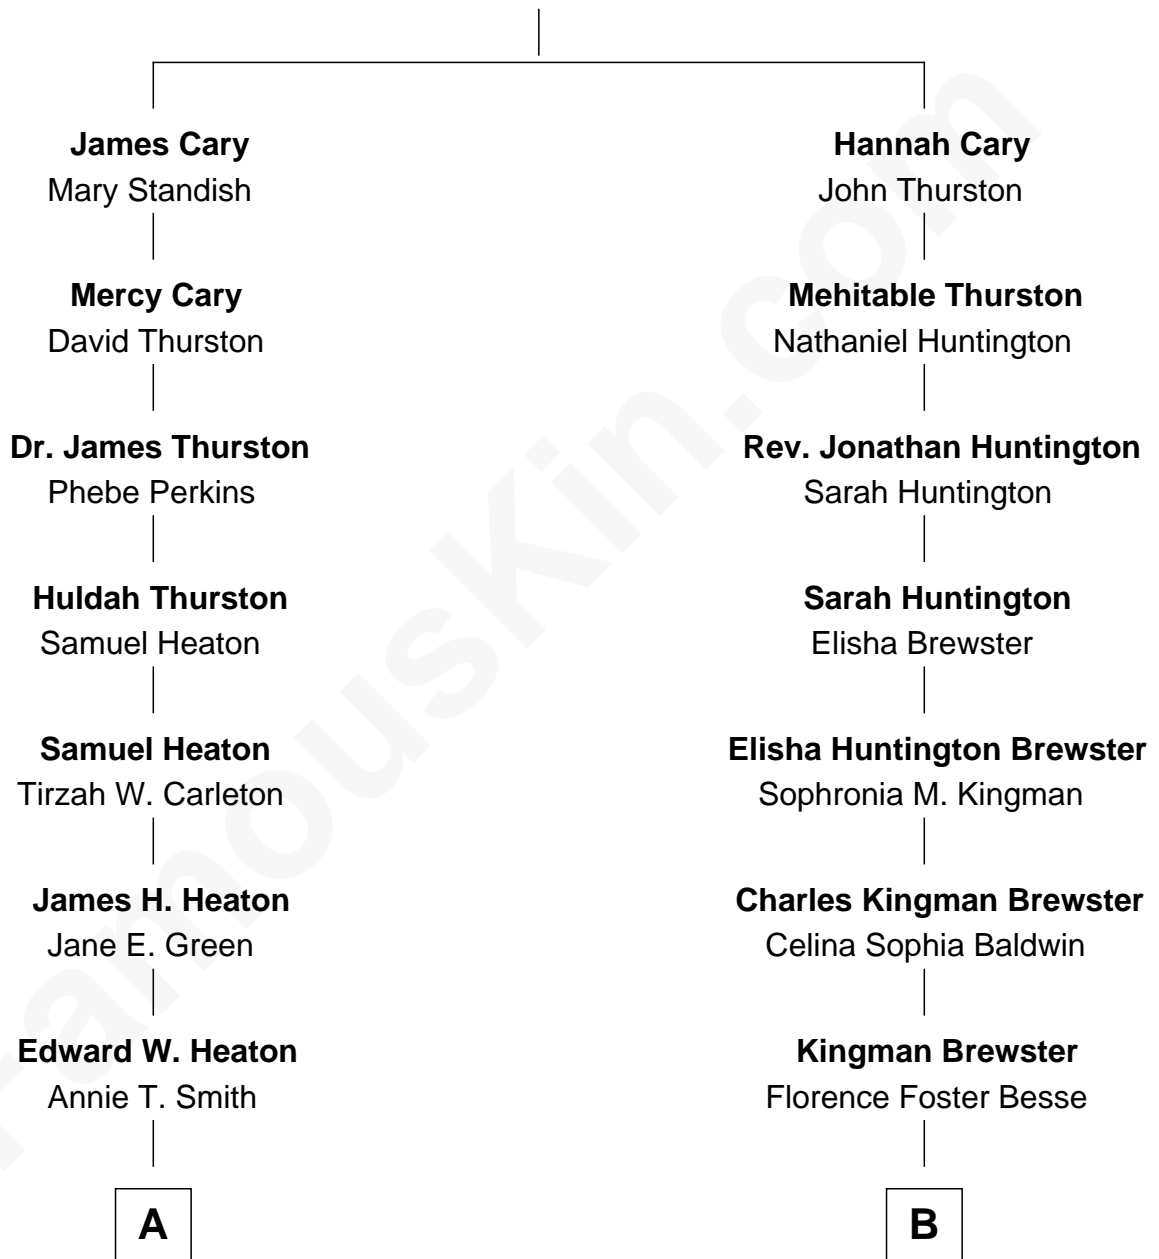 James Cary
Mary Standish
Hannah Cary
John Thurston
Mercy Cary
David Thurston
Mehitable Thurston
Nathaniel Huntington
Dr. James Thurston
Phebe Perkins
Rev. Jonathan Huntington
Sarah Huntington
Huldah Thurston
Samuel Heaton
Sarah Huntington
Elisha Brewster
Samuel Heaton
Tirzah W. Carleton
Elisha Huntington Brewster
Sophronia M. Kingman
James H. Heaton
Jane E. Green
Charles Kingman Brewster
Celina Sophia Baldwin
Edward W. Heaton
Annie T. Smith
Kingman Brewster
Florence Foster Besse
A
B
FamousKin.com